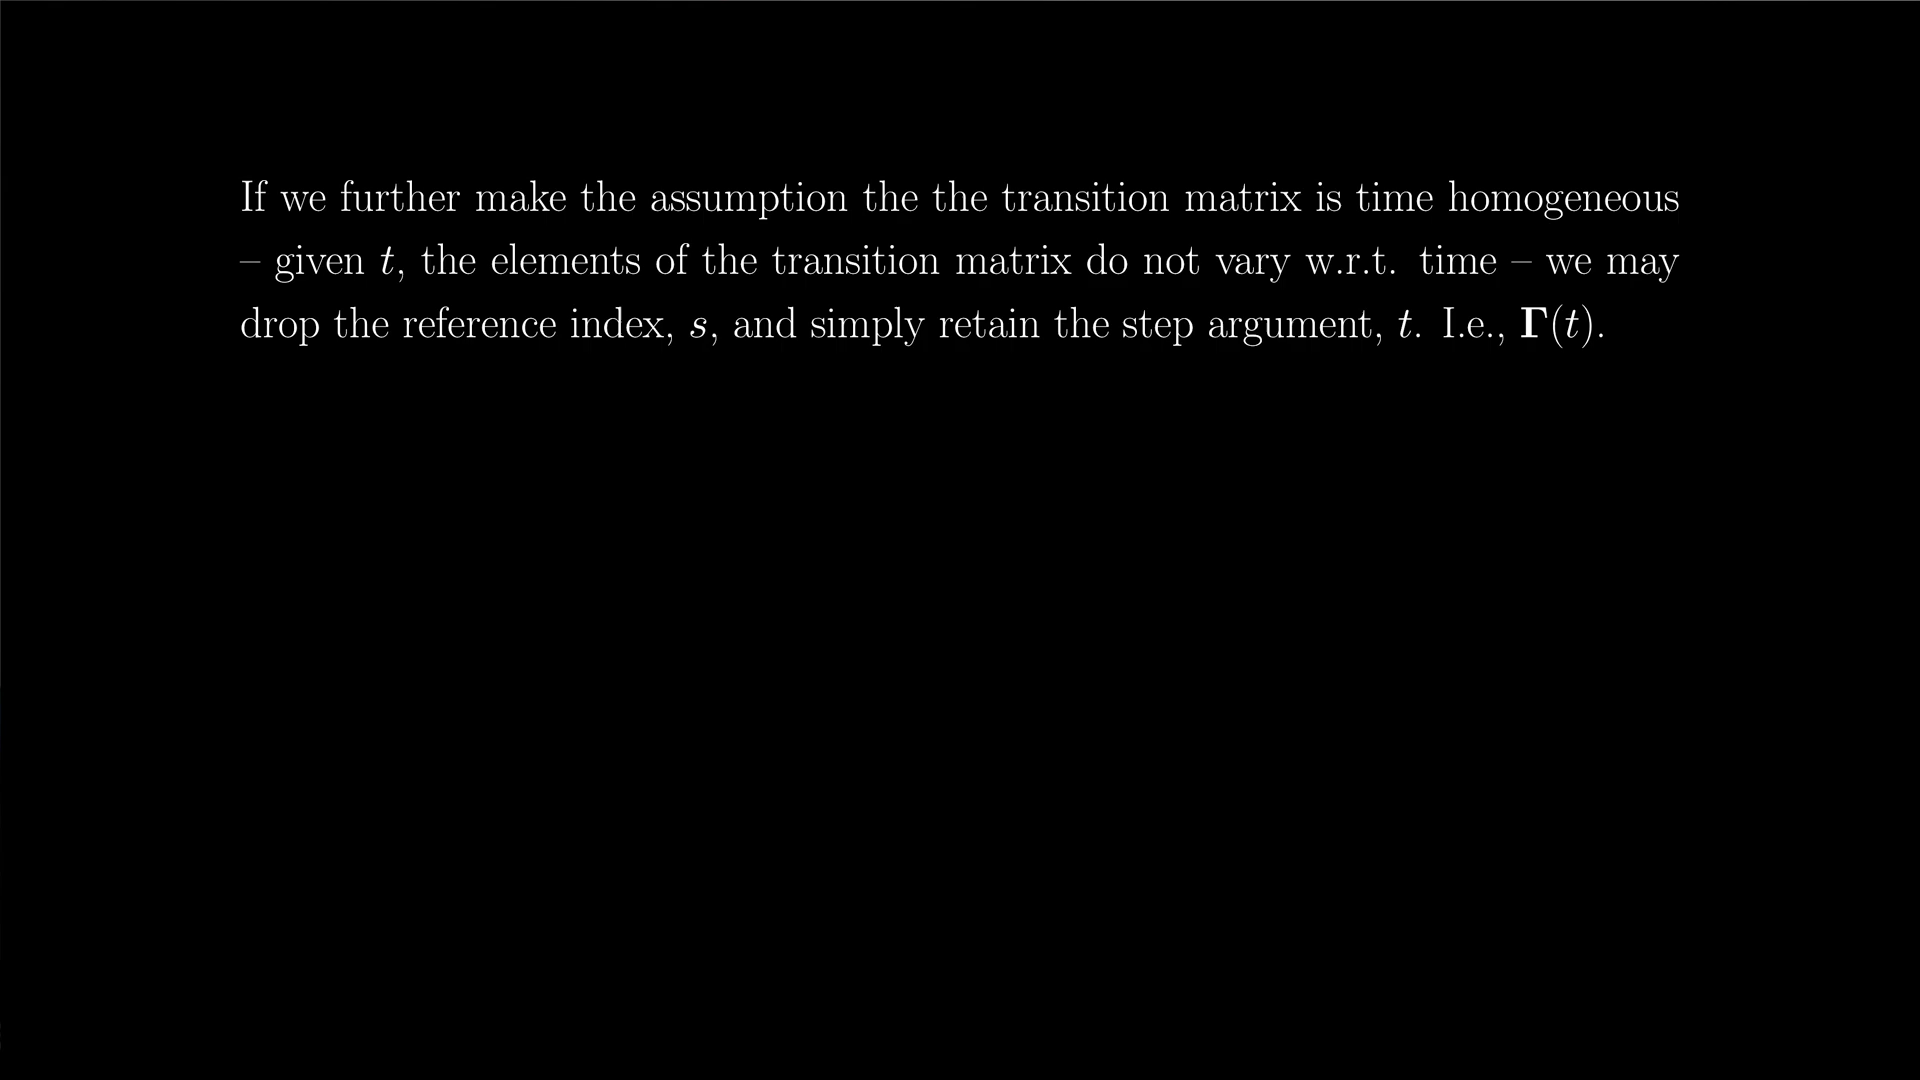 If we further make the assumption the the transition matrix is time homogeneous
– given t, the elements of the transition matrix do not vary w.r.t. time – we may
drop the reference index, s, and simply retain the step argument, t. I.e., Γ(t).